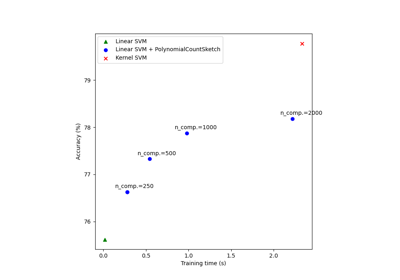 Linear SVM
Linear SVM + PolynomialCountSketch
Kernel SVM
79
n_comp.=2000
78
n_comp.=1000
n_comp.=500
77
n_comp.=250
76
Accuracy (%)
0.0 0.5 1.0 1.5 2.0
Training time (s)